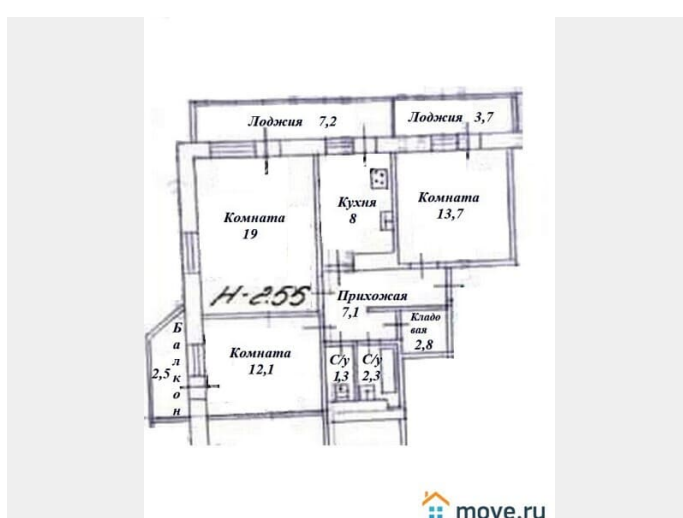 Лоджия 7,2
Лоджия 3,7
Комната
19
Кухня
8
Комната
13,7
H-2.55
Прихожая
7,1
Кладо
вая
2,8
Балкон
2,5
Комната
12,1
С/у
1,3
С/у
2,3
move.ru